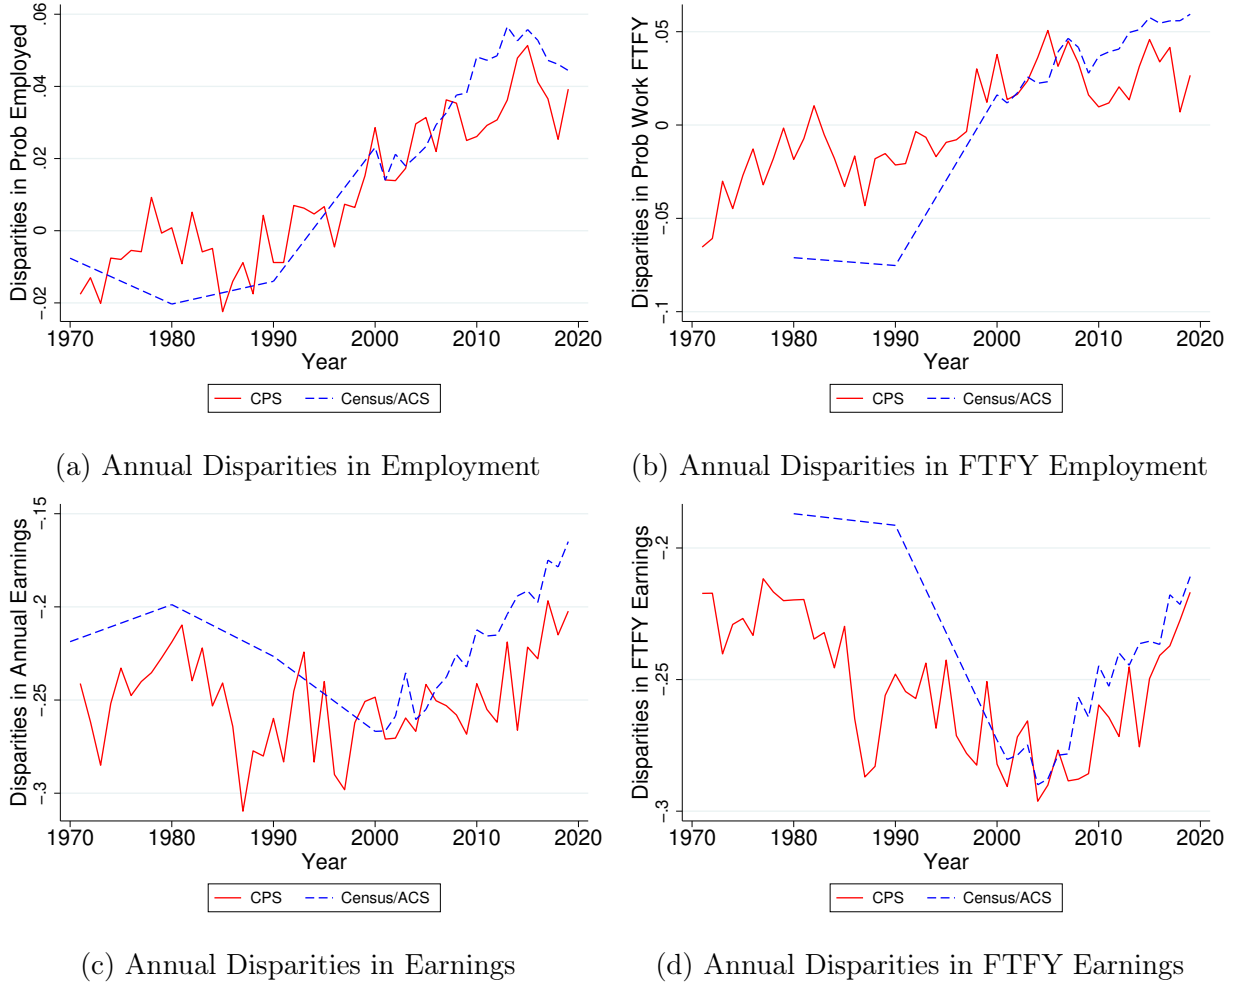 Disparities in Prob Employed
.06
.04
.02
0
-.02
1970 1980 1990 2000 2010 2020
Year
CPS Census/ACS
(a) Annual Disparities in Employment
Disparities in Prob Work FTFY
.05
0
-.05
-.1
1970 1980 1990 2000 2010 2020
Year
CPS Census/ACS
(b) Annual Disparities in FTFY Employment
Disparities in Annual Earnings
-.15
-.2
-.25
-.3
1970 1980 1990 2000 2010 2020
Year
CPS Census/ACS
(c) Annual Disparities in Earnings
Disparities in FTFY Earnings
-.2
-.25
-.3
1970 1980 1990 2000 2010 2020
Year
CPS Census/ACS
(d) Annual Disparities in FTFY Earnings